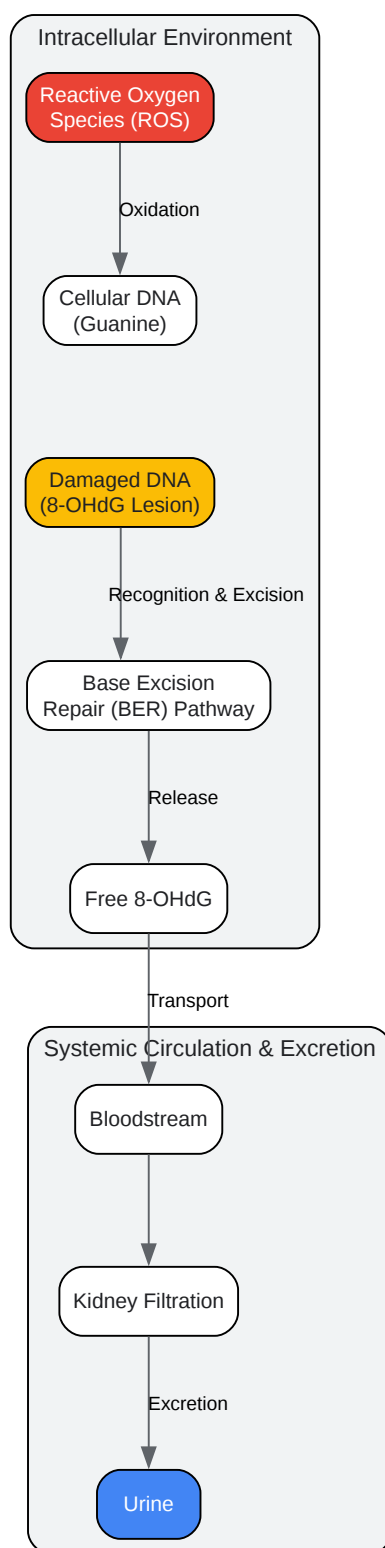 Intracellular Environment
Reactive Oxygen
Species (ROS)
Oxidation
Cellular DNA
(Guanine)
Damaged DNA
(8-OHdG Lesion)
Recognition & Excision
Base Excision
Repair (BER) Pathway
Release
Free 8-OHdG
Transport
Systemic Circulation & Excretion
Bloodstream
Kidney Filtration
Excretion
Urine